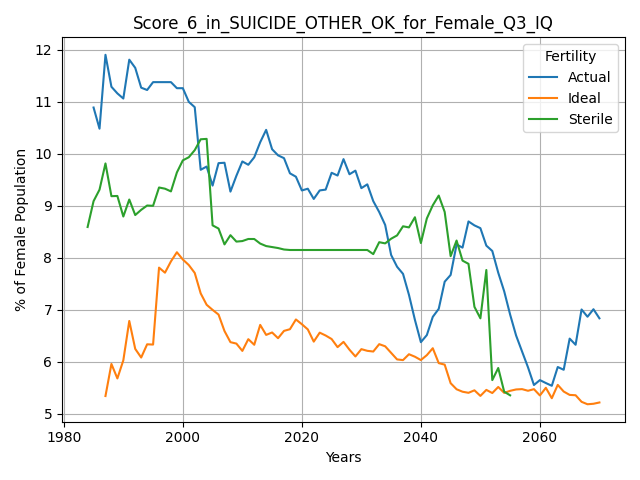 Score_6_in_SUICIDE_OTHER_OK_for_Female_Q3_IQ
Fertility
Actual
Ideal
Sterile
% of Female Population
12
11
10
9
8
7
6
5
1980
2000
2020
2040
2060
Years